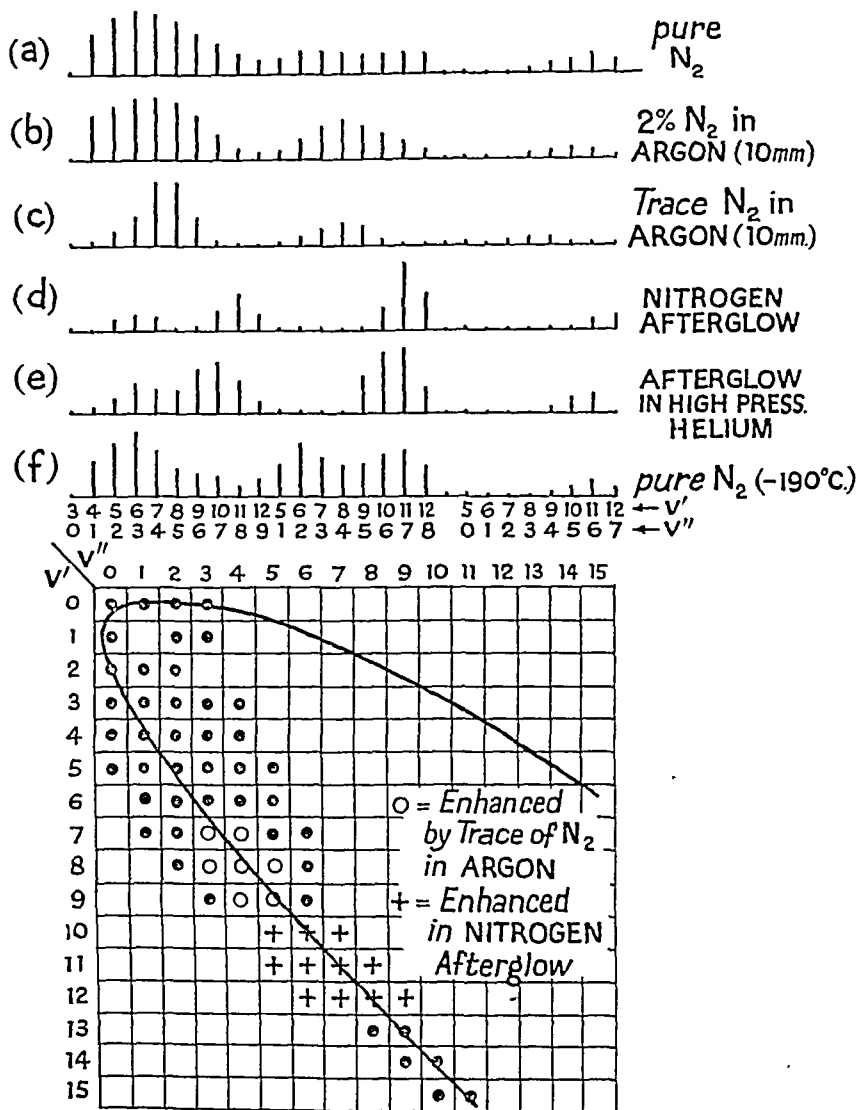 (a) pure
N₂
(b) 2% N₂ in
ARGON (10mm)
(c) Trace N₂ in
ARGON (10mm.)
(d) NITROGEN
AFTERGLOW
(e) AFTERGLOW
IN HIGH PRESS.
HELIUM
(f) pure N₂ (-190°C.)
3 4 5 6 7 8 9 10 11 12 5 6 7 8 9 10 11 12 5 6 7 8 9 10 11 12 ←v'
0 1 2 3 4 5 6 7 8 9 1 2 3 4 5 6 7 8 0 1 2 3 4 5 6 7 ←v"
v"
v' 0 1 2 3 4 5 6 7 8 9 10 11 12 13 14 15
0
1
2
3
4
5
6
7
8
9
10
11
12
13
14
15
O = Enhanced
by Trace of N₂
in ARGON
+ = Enhanced
in NITROGEN
Afterglow